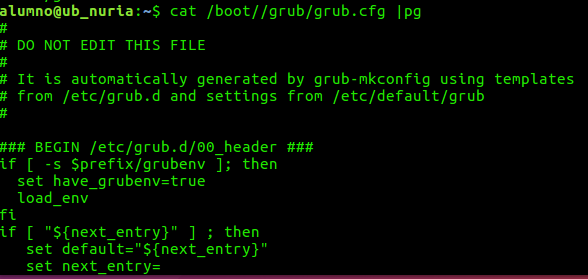 alumno@ub_nuria:~$ cat /boot//grub/grub.cfg |pg
#
# DO NOT EDIT THIS FILE
#
# It is automatically generated by grub-mkconfig using templates
# from /etc/grub.d and settings from /etc/default/grub
#

### BEGIN /etc/grub.d/00_header ###
if [ -s $prefix/grubenv ]; then
  set have_grubenv=true
  load_env
fi
if [ "${next_entry}" ] ; then
   set default="${next_entry}"
   set next_entry=